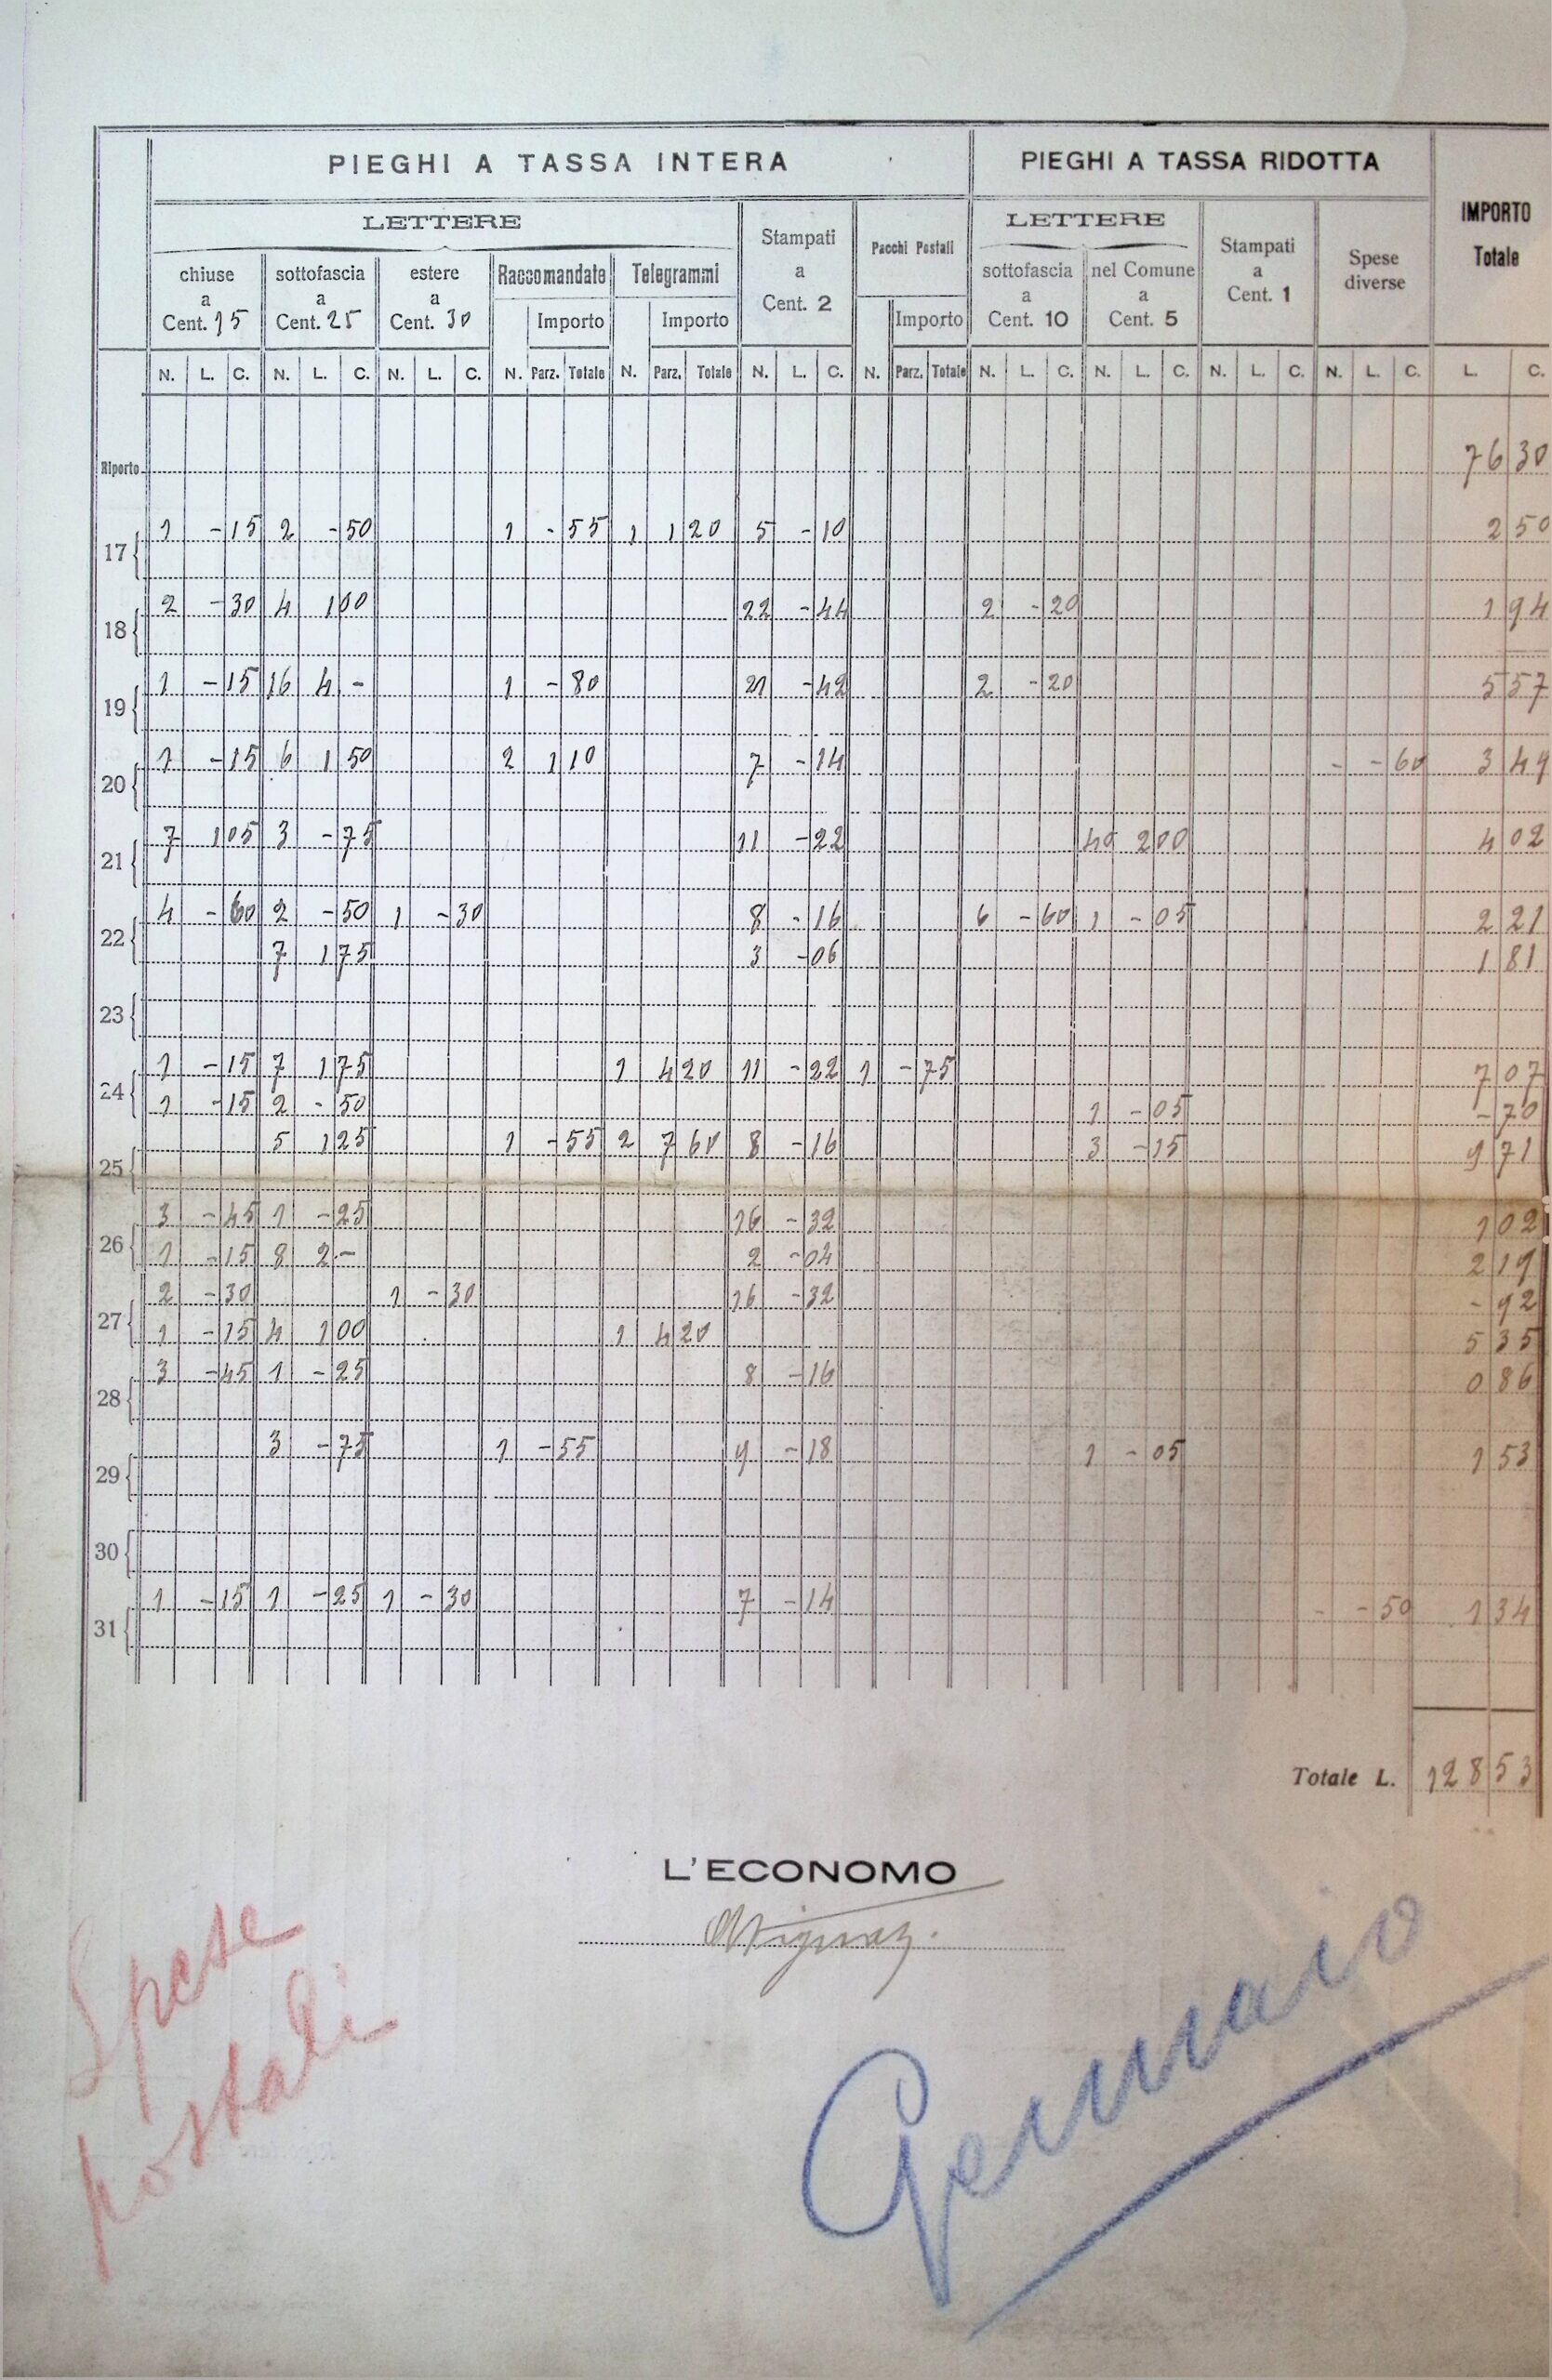 PIEGHI A TASSA INTERA PIEGHI A TASSA RIDOTTA IMPORTO Totale
LETTERE Stampati a Cent. 2 Pacchi Postali LETTERE Stampati a Cent. 1 Spese diverse
chiuse a Cent. 15 sottofascia a Cent. 25 estere a Cent. 30 Raccomandate Telegrammi sottofascia a Cent. 10 nel Comune a Cent. 5
Importo Importo Importo
N. L. C. N. L. C. N. L. C. N. Parz. Totale N. Parz. Totale N. L. C. N. Parz. Totale N. L. C. N. L. C. N. L. C. N. L. C. L. C.
Riporto 76 30
17 1 - 15 2 - 50 1 - 55 1 1 20 5 - 10 2 50
18 2 - 30 4 1 00 22 - 44 2 - 20 1 94
19 1 - 15 16 4 - 1 - 80 21 - 42 2 - 20 5 57
20 1 - 15 6 1 50 2 1 10 7 - 14 - - 60 3 49
21 7 1 05 3 - 75 11 - 22 40 2 00 4 02
22 4 - 60 2 - 50 1 - 30 8 - 16 6 - 60 1 - 05 2 21
7 1 75 3 - 06 1 81
23
24 1 - 15 7 1 75 1 4 20 11 - 22 1 - 75 7 07
1 - 15 2 - 50 1 - 05 - 70
25 5 1 25 1 - 55 2 7 60 8 - 16 3 - 15 9 71
26 3 - 45 1 - 25 16 - 32 1 02
1 - 15 8 2 - 2 - 04 2 19
27 2 - 30 1 - 30 16 - 32 - 92
1 - 15 4 1 00 1 4 20 5 35
28 3 - 45 1 - 25 8 - 16 0 86
29 3 - 75 1 - 55 9 - 18 1 - 05 1 53
30
31 1 - 15 1 - 25 1 - 30 7 - 14 - - 50 1 34
Totale L. 128 53
L'ECONOMO
Spese
postali
Gennaio